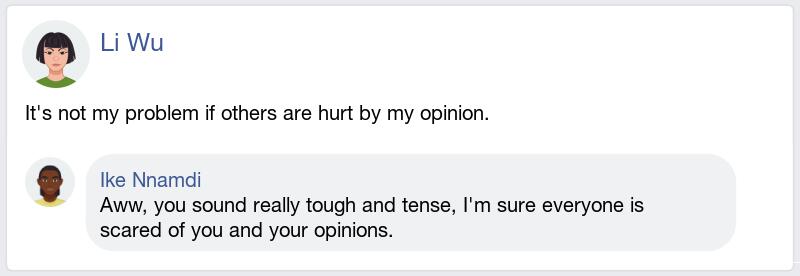 Li Wu
It's not my problem if others are hurt by my opinion.
Ike Nnamdi
Aww, you sound really tough and tense, I'm sure everyone is
scared of you and your opinions.